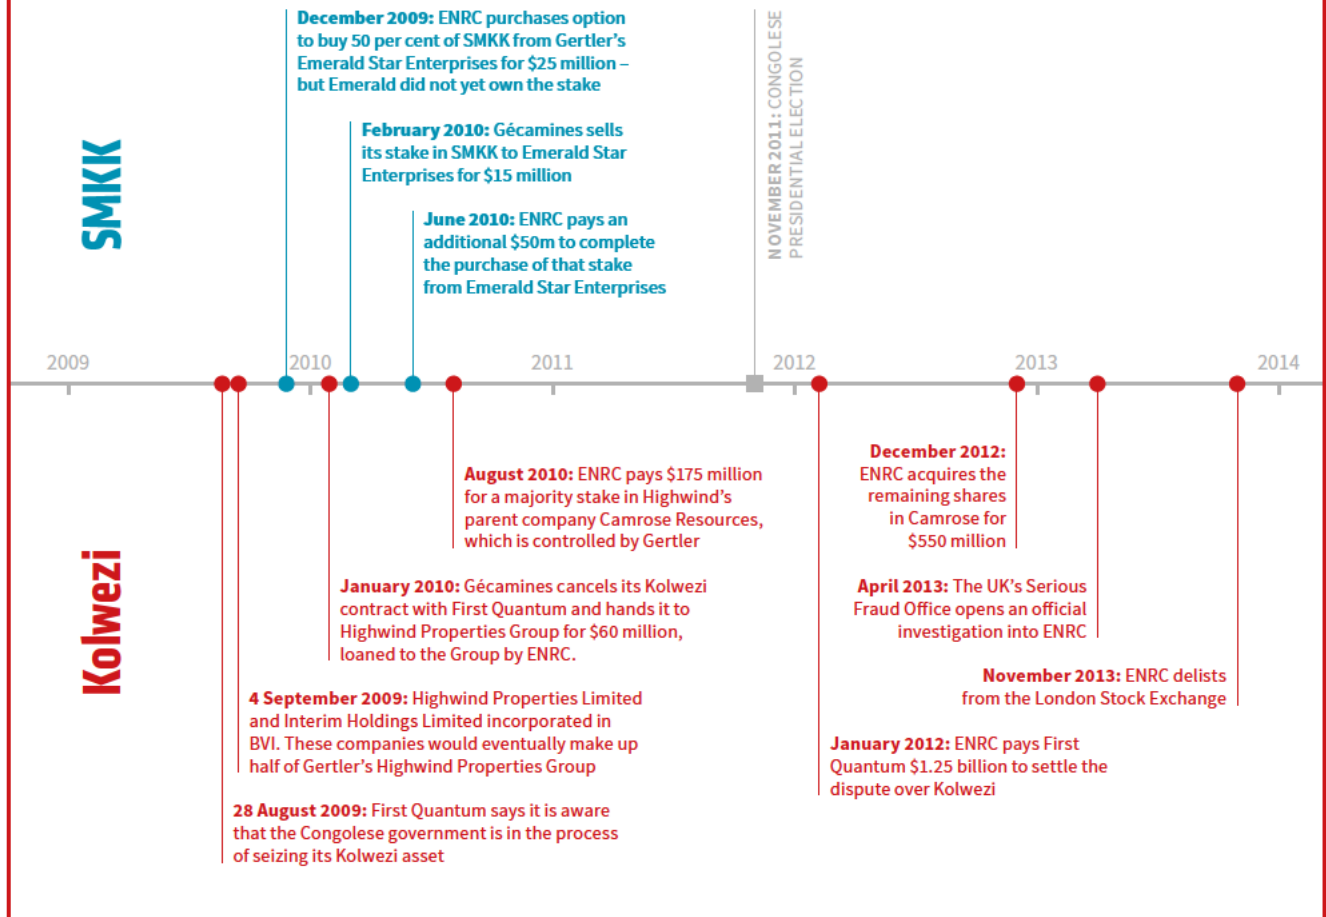 SMKK
December 2009: ENRC purchases option
to buy 50 per cent of SMKK from Gertler's
Emerald Star Enterprises for $25 million –
but Emerald did not yet own the stake
February 2010: Gécamines sells
its stake in SMKK to Emerald Star
Enterprises for $15 million
June 2010: ENRC pays an
additional $50m to complete
the purchase of that stake
from Emerald Star Enterprises
NOVEMBER 2011: CONGOLESE
PRESIDENTIAL ELECTION
2009
2010
2011
2012
2013
2014
Kolwezi
August 2010: ENRC pays $175 million
for a majority stake in Highwind's
parent company Camrose Resources,
which is controlled by Gertler
January 2010: Gécamines cancels its Kolwezi
contract with First Quantum and hands it to
Highwind Properties Group for $60 million,
loaned to the Group by ENRC.
4 September 2009: Highwind Properties Limited
and Interim Holdings Limited incorporated in
BVI. These companies would eventually make up
half of Gertler's Highwind Properties Group
28 August 2009: First Quantum says it is aware
that the Congolese government is in the process
of seizing its Kolwezi asset
December 2012:
ENRC acquires the
remaining shares
in Camrose for
$550 million
April 2013: The UK's Serious
Fraud Office opens an official
investigation into ENRC
November 2013: ENRC delists
from the London Stock Exchange
January 2012: ENRC pays First
Quantum $1.25 billion to settle the
dispute over Kolwezi